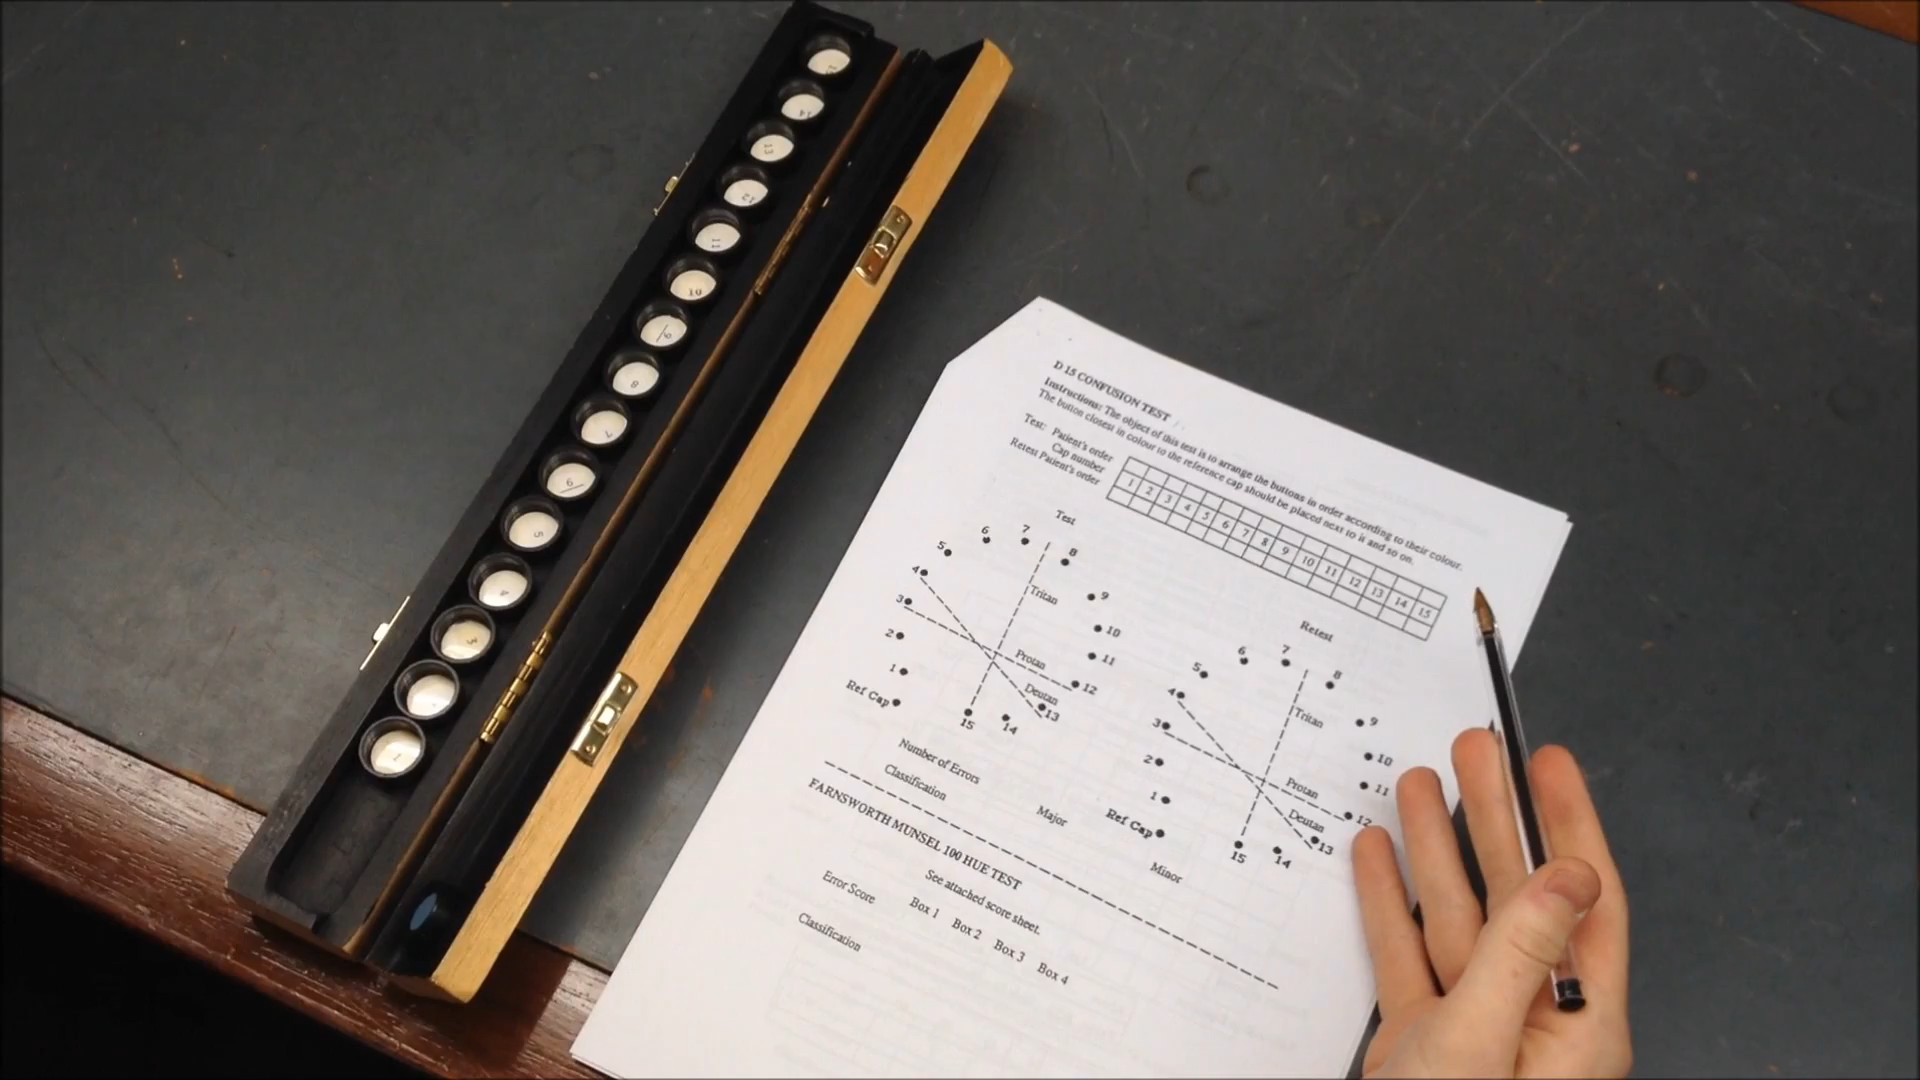 15
14
13
12
11
10
9
8
7
6
5
4
3
2
1
D 15 CONFUSION TEST
Instructions: The object of this test is to arrange the buttons in order according to their colour.
The button closest in colour to the reference cap should be placed next to it and so on.
Test: Patient's order
Cap number 1 2 3 4 5 6 7 8 9 10 11 12 13 14 15
Retest Patient's order
Test
6 7 8
5
4
3
2
1
Ref Cap
9
10
11
12
13
14
15
Tritan
Protan
Deutan
Retest
6 7 8
5
4
3
2
1
Ref Cap
9
10
11
12
13
14
15
Tritan
Protan
Deutan
Number of Errors
Classification Major Minor
FARNSWORTH MUNSEL 100 HUE TEST
See attached score sheet.
Error Score Box 1 Box 2 Box 3 Box 4
Classification